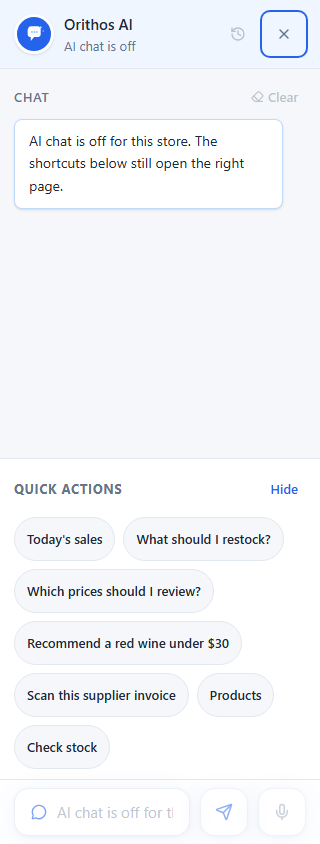 Orithos AI
AI chat is off
CHAT
Clear
AI chat is off for this store. The
shortcuts below still open the right
page.
QUICK ACTIONS
Hide
Today's sales
What should I restock?
Which prices should I review?
Recommend a red wine under $30
Scan this supplier invoice
Products
Check stock
AI chat is off for